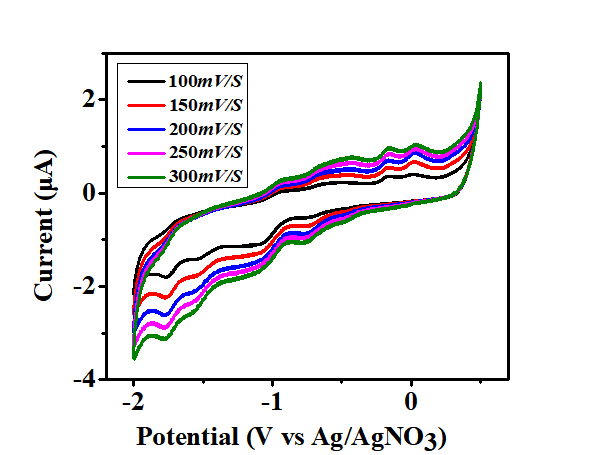 100mV/S
150mV/S
200mV/S
250mV/S
300mV/S
2
0
-2
-4
Current (μA)
-2 -1 0
Potential (V vs Ag/AgNO3)